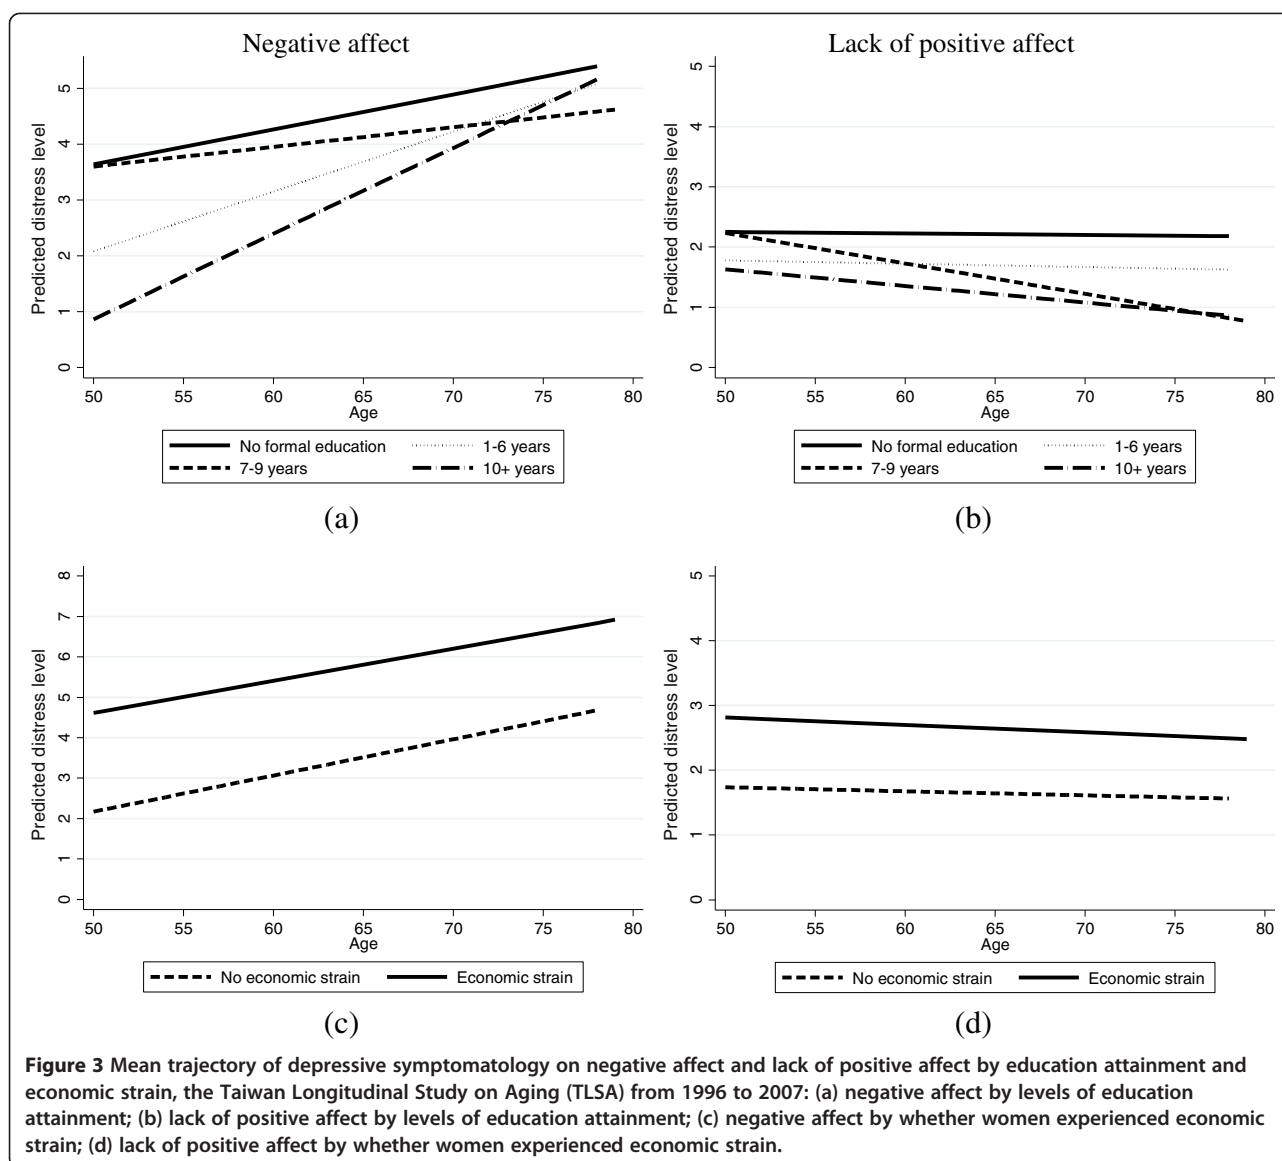 Negative affect
Lack of positive affect
Predicted distress level
0 1 2 3 4 5
50 55 60 65 70 75 80
Age
No formal education 1-6 years
7-9 years 10+ years
(a)
Predicted distress level
0 1 2 3 4 5
50 55 60 65 70 75 80
Age
No formal education 1-6 years
7-9 years 10+ years
(b)
Predicted distress level
0 1 2 3 4 5 6 7 8
50 55 60 65 70 75 80
Age
No economic strain Economic strain
(c)
Predicted distress level
0 1 2 3 4 5
50 55 60 65 70 75 80
Age
No economic strain Economic strain
(d)
Figure 3 Mean trajectory of depressive symptomatology on negative affect and lack of positive affect by education attainment and
economic strain, the Taiwan Longitudinal Study on Aging (TLSA) from 1996 to 2007: (a) negative affect by levels of education
attainment; (b) lack of positive affect by levels of education attainment; (c) negative affect by whether women experienced economic
strain; (d) lack of positive affect by whether women experienced economic strain.